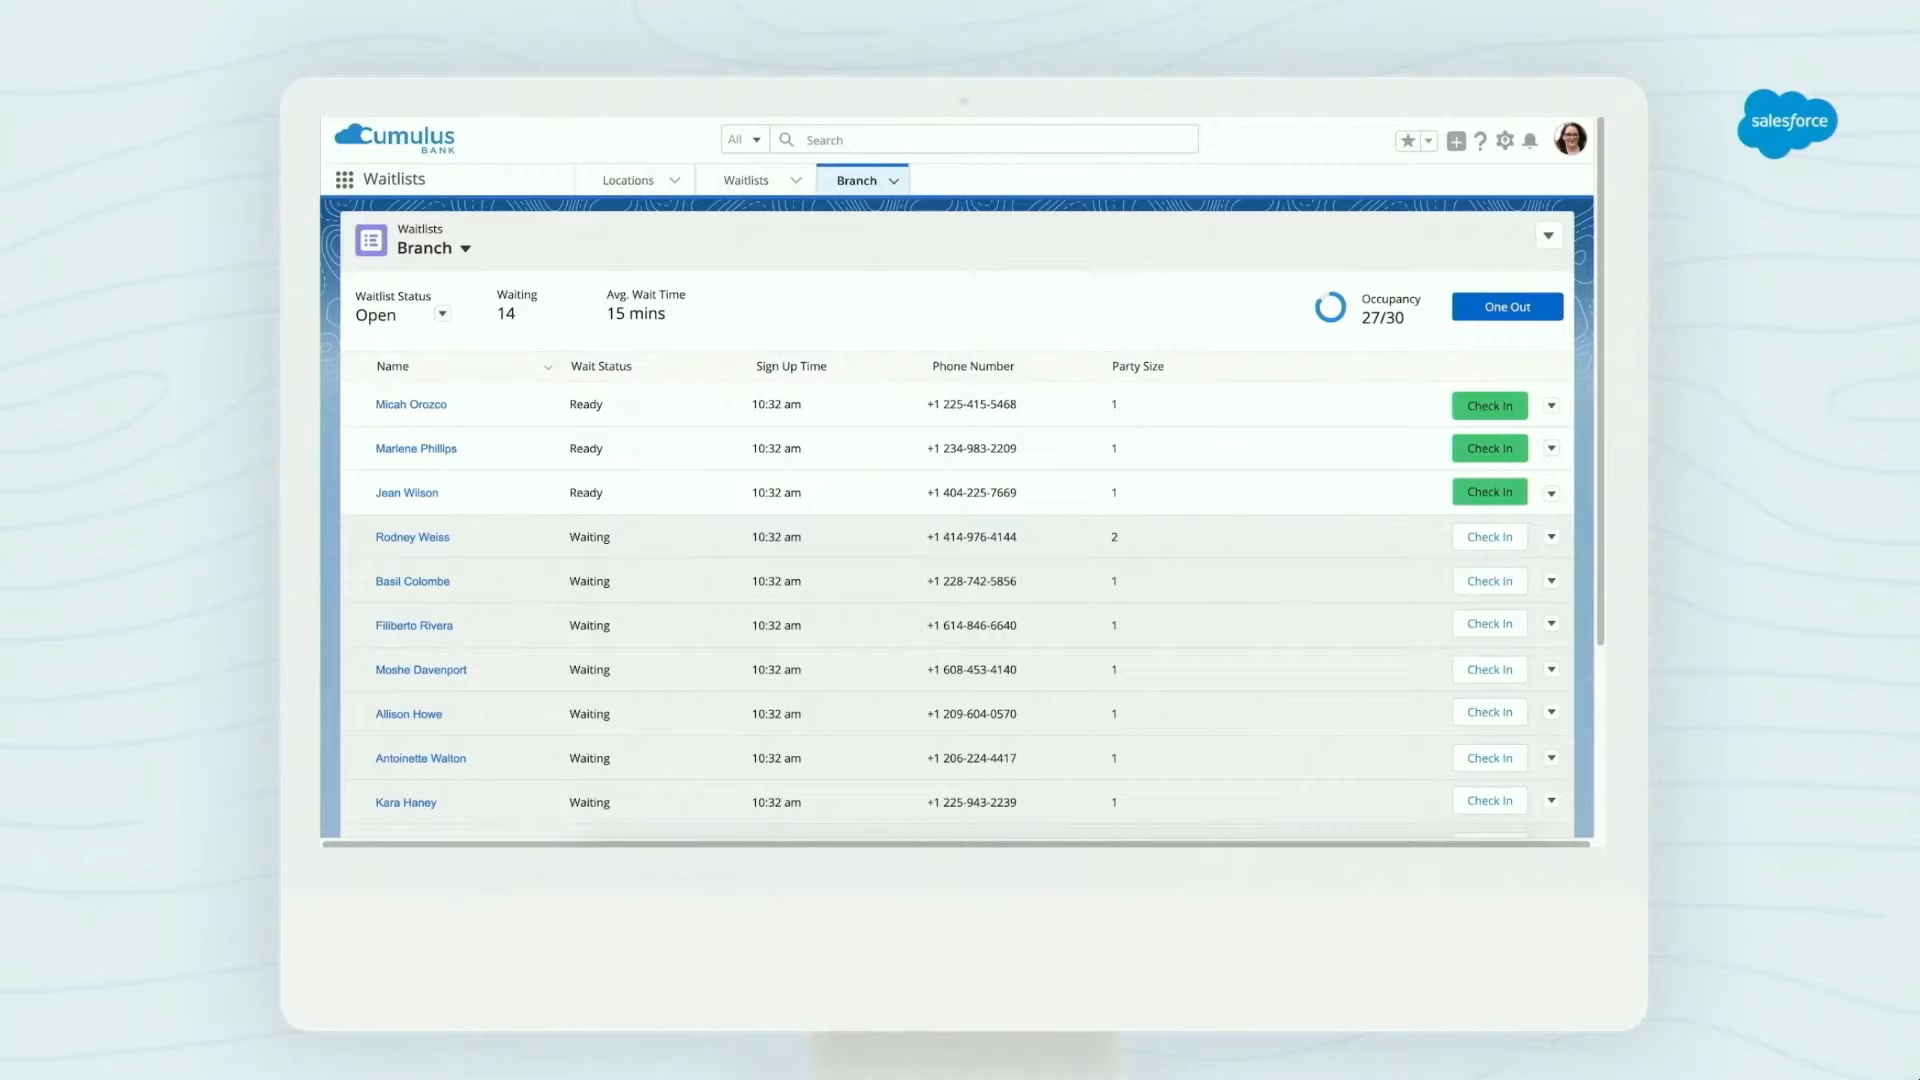 salesforce
Cumulus
BANK
All Search
Waitlists Locations Waitlists Branch
Waitlists
Branch
Waitlist Status Waiting Avg. Wait Time Occupancy
Open 14 15 mins 27/30 One Out
Name Wait Status Sign Up Time Phone Number Party Size
Micah Orozco Ready 10:32 am +1 225-415-5468 1 Check In
Marlene Phillips Ready 10:32 am +1 234-983-2209 1 Check In
Jean Wilson Ready 10:32 am +1 404-225-7669 1 Check In
Rodney Weiss Waiting 10:32 am +1 414-976-4144 2 Check In
Basil Colombe Waiting 10:32 am +1 228-742-5856 1 Check In
Filiberto Rivera Waiting 10:32 am +1 614-846-6640 1 Check In
Moshe Davenport Waiting 10:32 am +1 608-453-4140 1 Check In
Allison Howe Waiting 10:32 am +1 209-604-0570 1 Check In
Antoinette Walton Waiting 10:32 am +1 206-224-4417 1 Check In
Kara Haney Waiting 10:32 am +1 225-943-2239 1 Check In